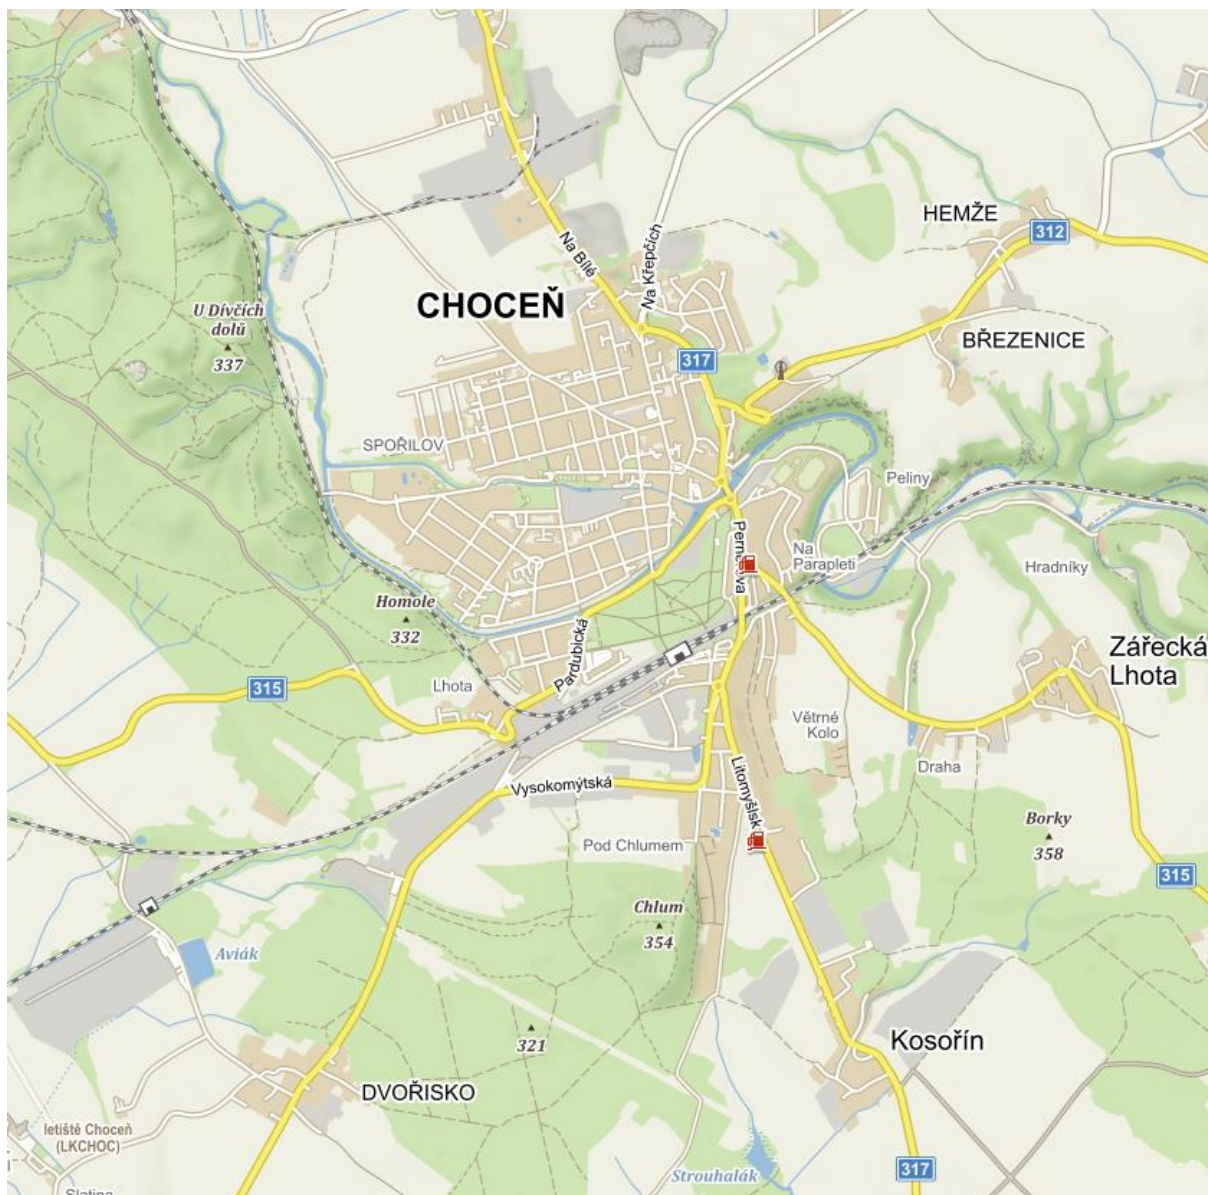 HEMŽE
312
Na Bílé
Na Křepčích
CHOCEŇ
U Dívčích
dolů
337
BŘEZENICE
317
SPOŘILOV
Peliny
Na
Parapleti
Hradníky
Homole
332
Zářecká
Lhota
Pardubická
315
Lhota
Větrné
Kolo
Draha
Vysokomýtská
Borky
358
Pod Chlumem
315
Chlum
354
Aviák
321
Kosořín
DVOŘISKO
letiště Choceň
(LKCHOC)
317
Strouhalák